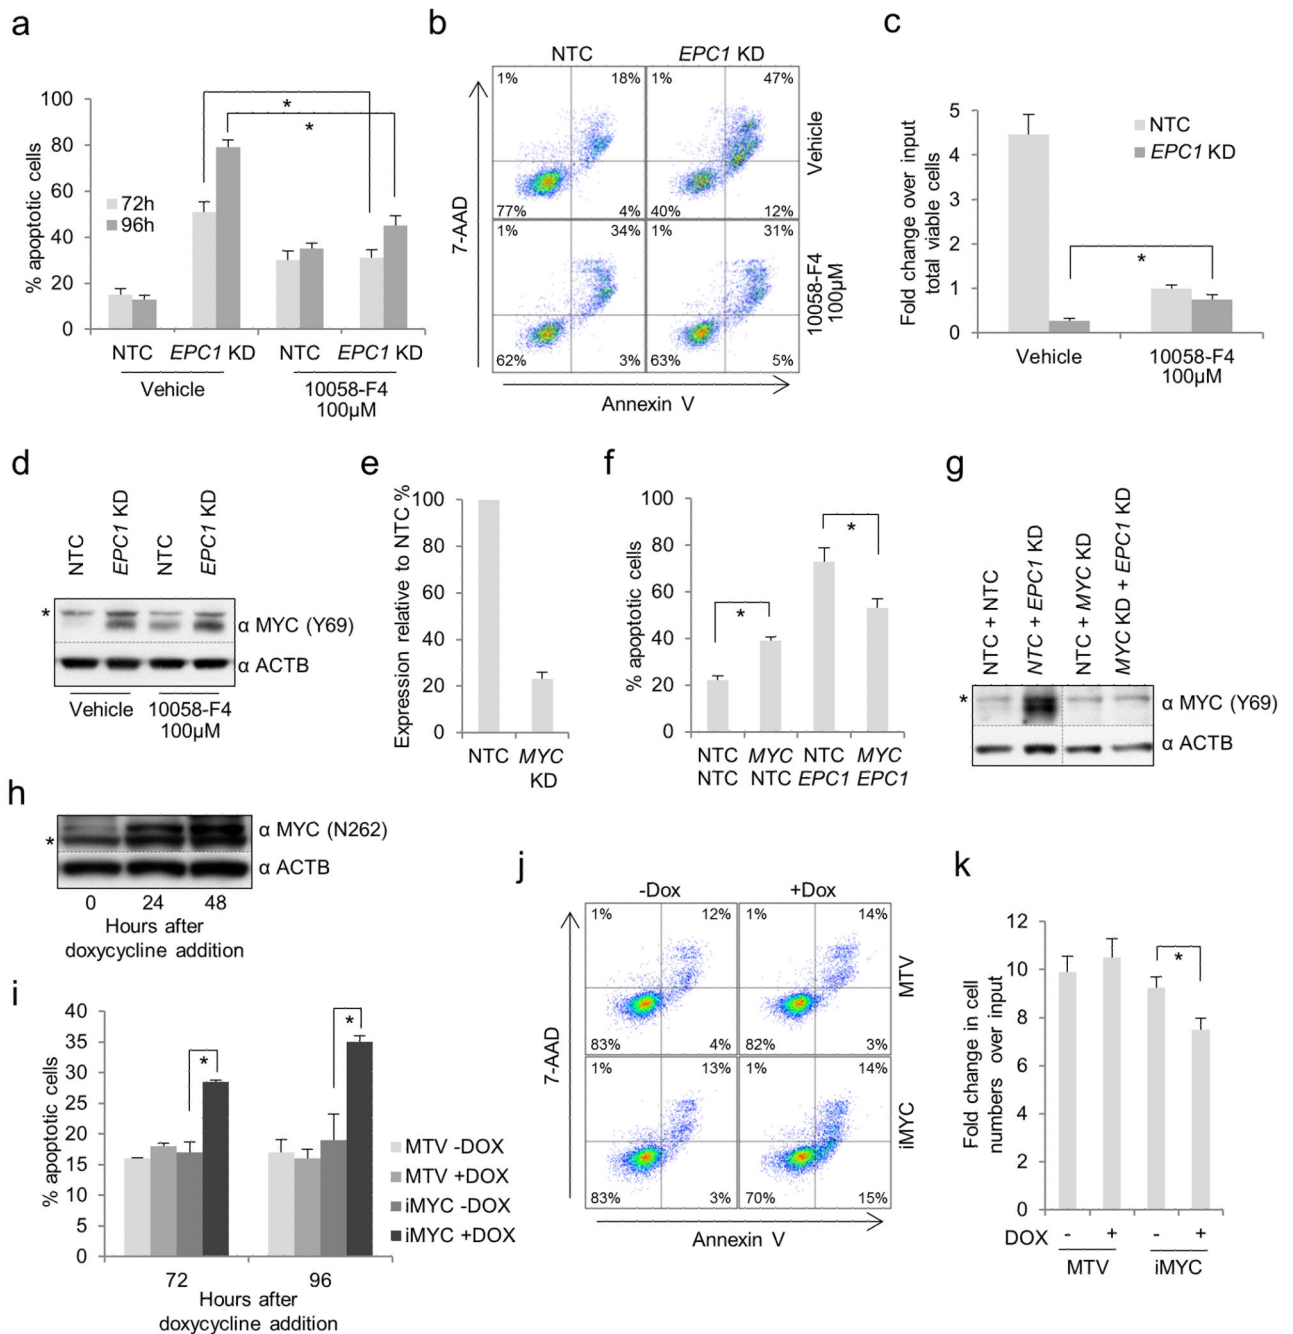 a
% apoptotic cells
100
80
60
40
20
0
72h
96h
*
*
NTC EPC1 KD NTC EPC1 KD
Vehicle 10058-F4
100µM
b
NTC EPC1 KD
1% 18% 1% 47%
77% 4% 40% 12%
1% 34% 1% 31%
62% 3% 63% 5%
Vehicle
10058-F4
100µM
7-AAD
Annexin V
c
Fold change over input
total viable cells
5
4
3
2
1
0
NTC
EPC1 KD
*
Vehicle 10058-F4
100µM
d
NTC
EPC1 KD
NTC
EPC1 KD
*
α MYC (Y69)
α ACTB
Vehicle 10058-F4
100µM
e
Expression relative to NTC %
100
80
60
40
20
0
NTC MYC
KD
f
% apoptotic cells
100
80
60
40
20
0
*
*
NTC MYC NTC MYC
NTC NTC EPC1 EPC1
g
NTC + NTC
NTC + EPC1 KD
NTC + MYC KD
MYC KD + EPC1 KD
*
α MYC (Y69)
α ACTB
h
*
α MYC (N262)
α ACTB
0 24 48
Hours after
doxycycline addition
i
% apoptotic cells
40
35
30
25
20
15
10
5
0
*
*
MTV -DOX
MTV +DOX
iMYC -DOX
iMYC +DOX
72 96
Hours after
doxycycline addition
j
-Dox +Dox
1% 12% 1% 14%
83% 4% 82% 3%
1% 13% 1% 14%
83% 3% 70% 15%
MTV
iMYC
7-AAD
Annexin V
k
Fold change in cell
numbers over input
12
10
8
6
4
2
0
*
DOX - + - +
MTV iMYC